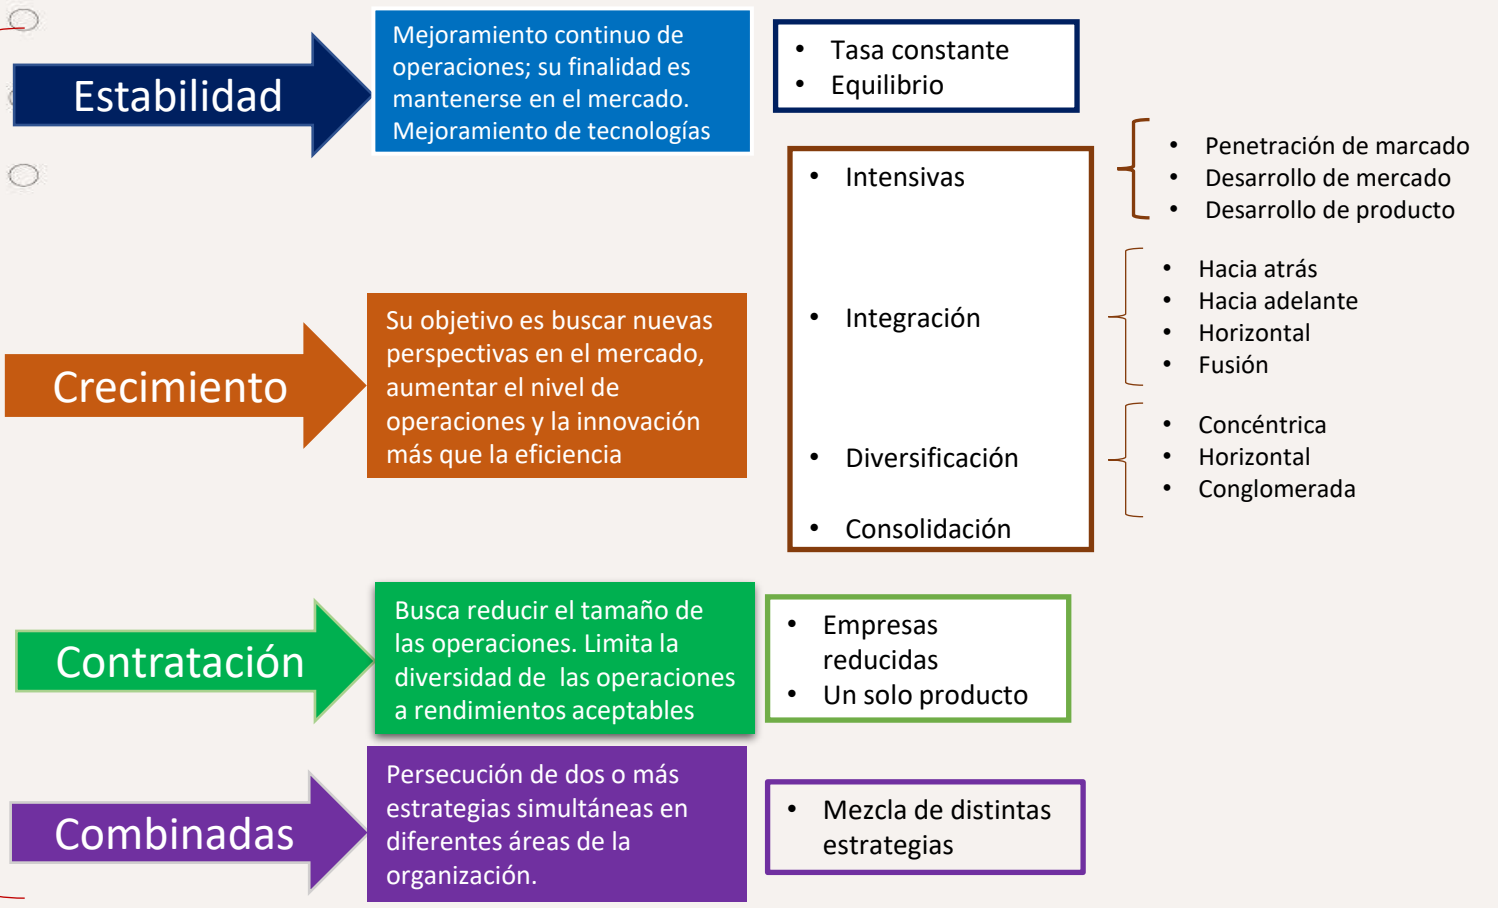 Estabilidad
Mejoramiento continuo de
operaciones; su finalidad es
mantenerse en el mercado.
Mejoramiento de tecnologías
• Tasa constante
• Equilibrio
Crecimiento
Su objetivo es buscar nuevas
perspectivas en el mercado,
aumentar el nivel de
operaciones y la innovación
más que la eficiencia
• Intensivas
• Penetración de marcado
• Desarrollo de mercado
• Desarrollo de producto
• Integración
• Hacia atrás
• Hacia adelante
• Horizontal
• Fusión
• Diversificación
• Concéntrica
• Horizontal
• Conglomerada
• Consolidación
Contratación
Busca reducir el tamaño de
las operaciones. Limita la
diversidad de las operaciones
a rendimientos aceptables
• Empresas
reducidas
• Un solo producto
Combinadas
Persecución de dos o más
estrategias simultáneas en
diferentes áreas de la
organización.
• Mezcla de distintas
estrategias